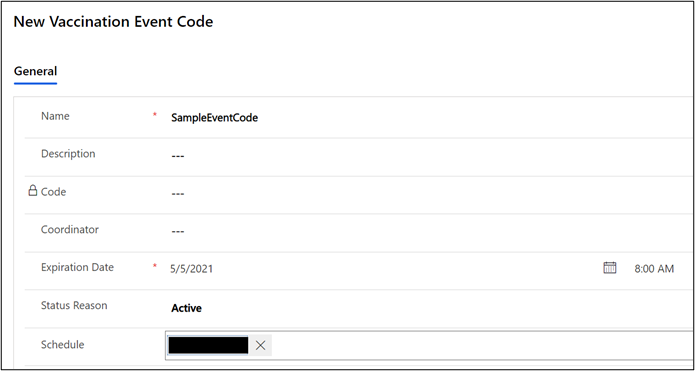 New Vaccination Event Code
General
Name * SampleEventCode
Description ---
Code ---
Coordinator ---
Expiration Date * 5/5/2021 8:00 AM
Status Reason Active
Schedule